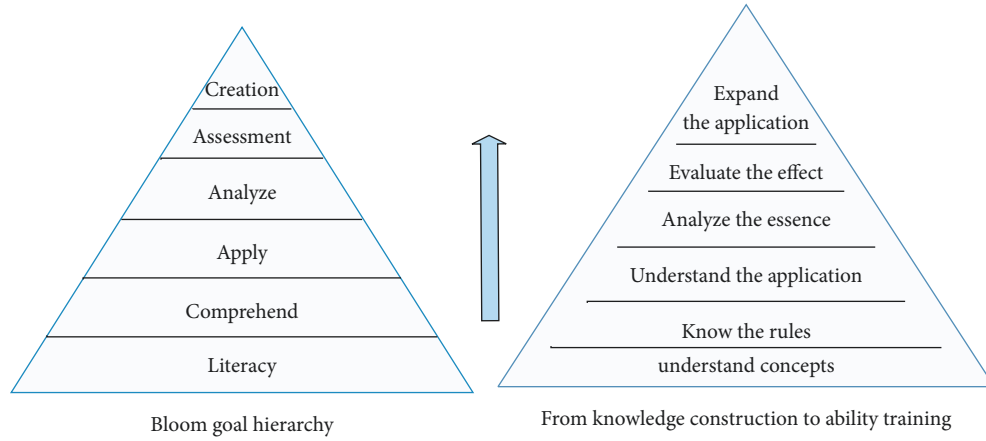 Creation
Assessment
Analyze
Apply
Comprehend
Literacy
Bloom goal hierarchy
Expand
the application
Evaluate the effect
Analyze the essence
Understand the application
Know the rules
understand concepts
From knowledge construction to ability training